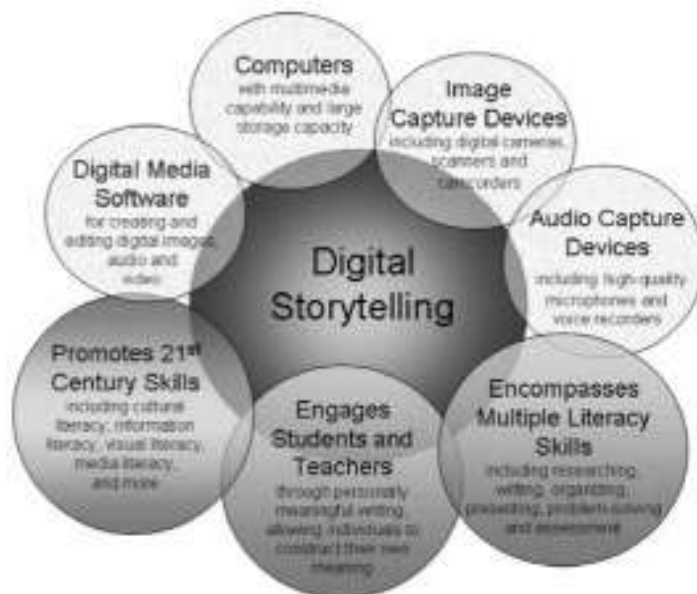 Computers
with multimedia
capability and large
storage capacity
Image
Capture Devices
including digital cameras,
scanners and
camcorders
Digital Media
Software
for creating and
editing digital images,
audio and
video
Digital
Storytelling
Audio Capture
Devices
including high-quality
microphones and
voice recorders
Promotes 21st
Century Skills
including cultural
literacy, information
literacy, visual literacy,
media literacy,
and more
Engages
Students and
Teachers
through personally
meaningful writing,
allowing individuals to
construct their own
meaning
Encompasses
Multiple Literacy
Skills
including researching,
writing, organizing,
presenting, problem-solving
and assessment